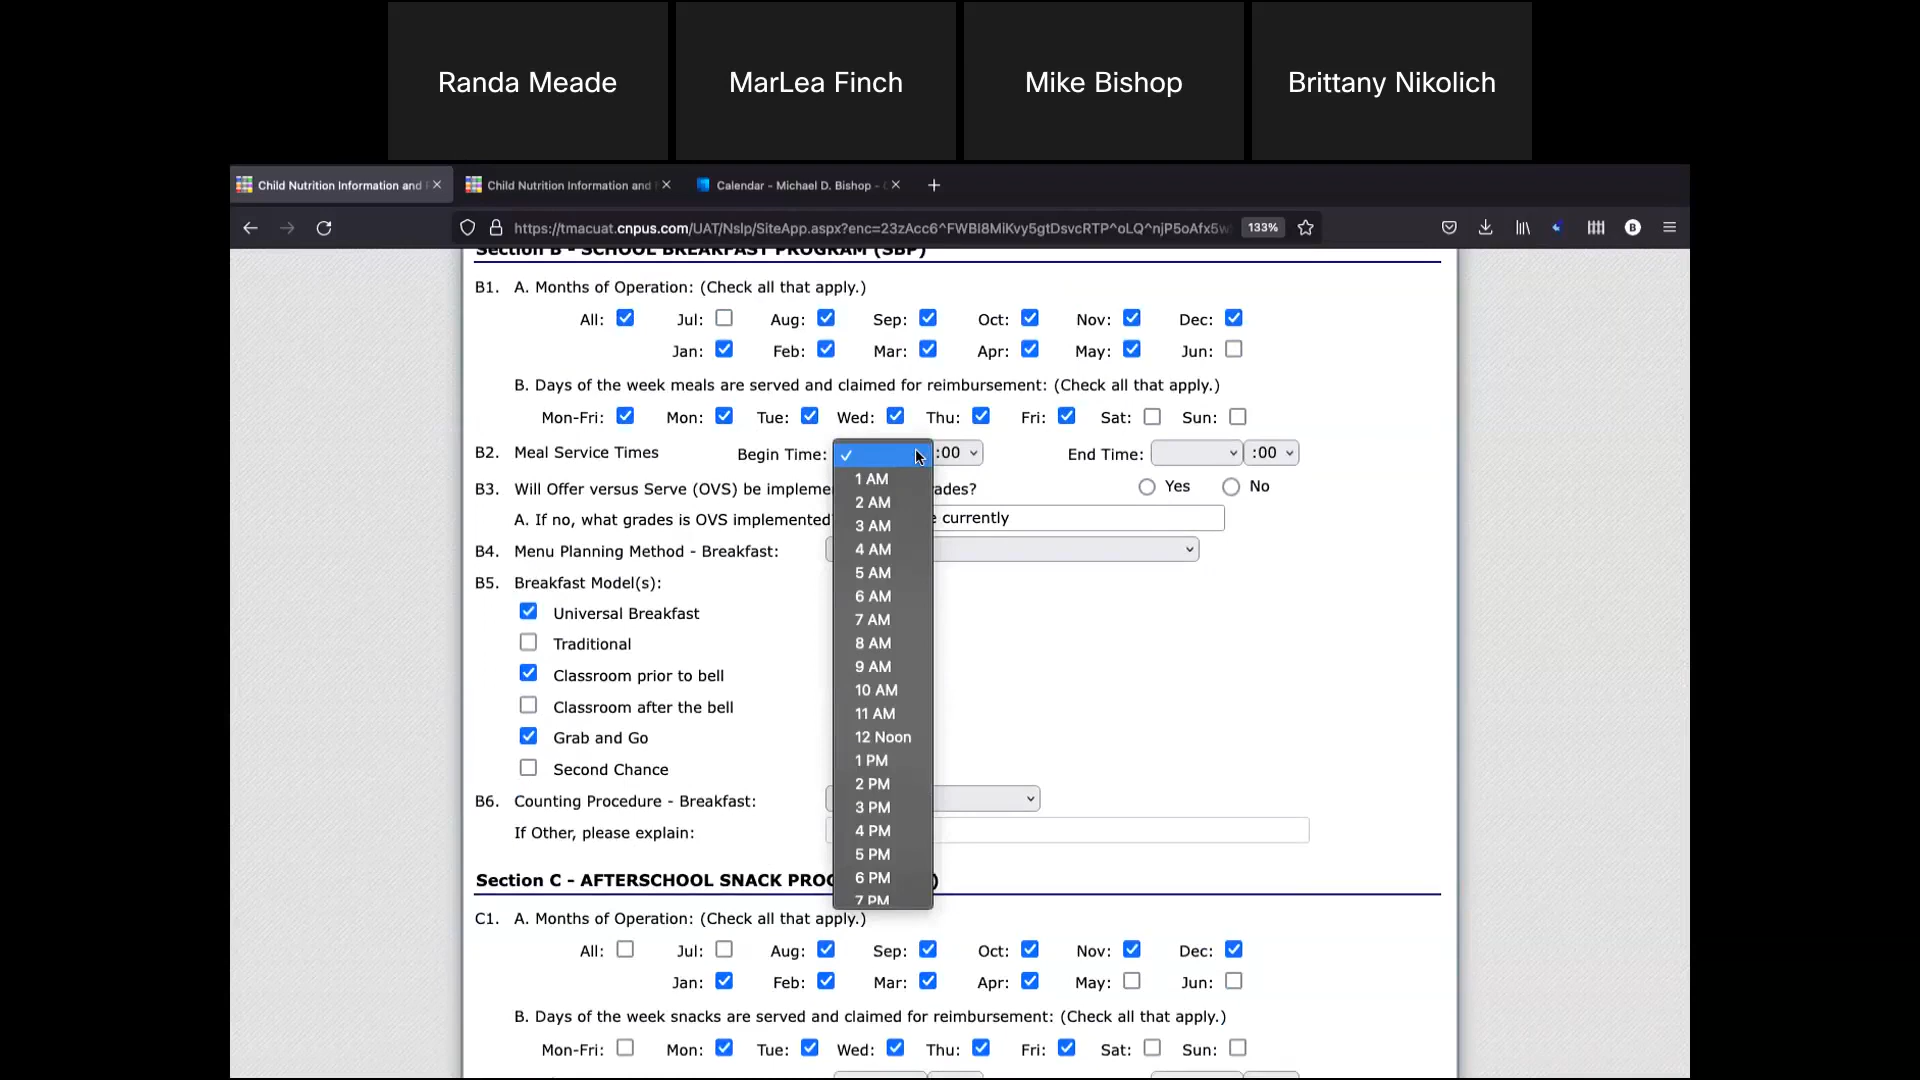 Randa Meade MarLea Finch Mike Bishop Brittany Nikolich
Child Nutrition Information and Child Nutrition Information and Calendar - Michael D. Bishop -
https://tmacuat.cnpus.com/UAT/Nslp/SiteApp.aspx?enc=23zAcc6^FWBI8MiKvy5gtDsvcRTP^oLQ^njP5oAfx5w 133% B
Section B - SCHOOL BREAKFAST PROGRAM (SBP)
B1. A. Months of Operation: (Check all that apply.)
All: Jul: Aug: Sep: Oct: Nov: Dec:
Jan: Feb: Mar: Apr: May: Jun:
B. Days of the week meals are served and claimed for reimbursement: (Check all that apply.)
Mon-Fri: Mon: Tue: Wed: Thu: Fri: Sat: Sun:
B2. Meal Service Times Begin Time: :00 End Time: :00
1 AM
2 AM
3 AM
4 AM
5 AM
6 AM
7 AM
8 AM
9 AM
10 AM
11 AM
12 Noon
1 PM
2 PM
3 PM
4 PM
5 PM
6 PM
7 PM
B3. Will Offer versus Serve (OVS) be impleme ades? Yes No
A. If no, what grades is OVS implemented currently
B4. Menu Planning Method - Breakfast:
B5. Breakfast Model(s):
Universal Breakfast
Traditional
Classroom prior to bell
Classroom after the bell
Grab and Go
Second Chance
B6. Counting Procedure - Breakfast:
If Other, please explain:
Section C - AFTERSCHOOL SNACK PRO )
C1. A. Months of Operation: (Check all that apply.)
All: Jul: Aug: Sep: Oct: Nov: Dec:
Jan: Feb: Mar: Apr: May: Jun:
B. Days of the week snacks are served and claimed for reimbursement: (Check all that apply.)
Mon-Fri: Mon: Tue: Wed: Thu: Fri: Sat: Sun: